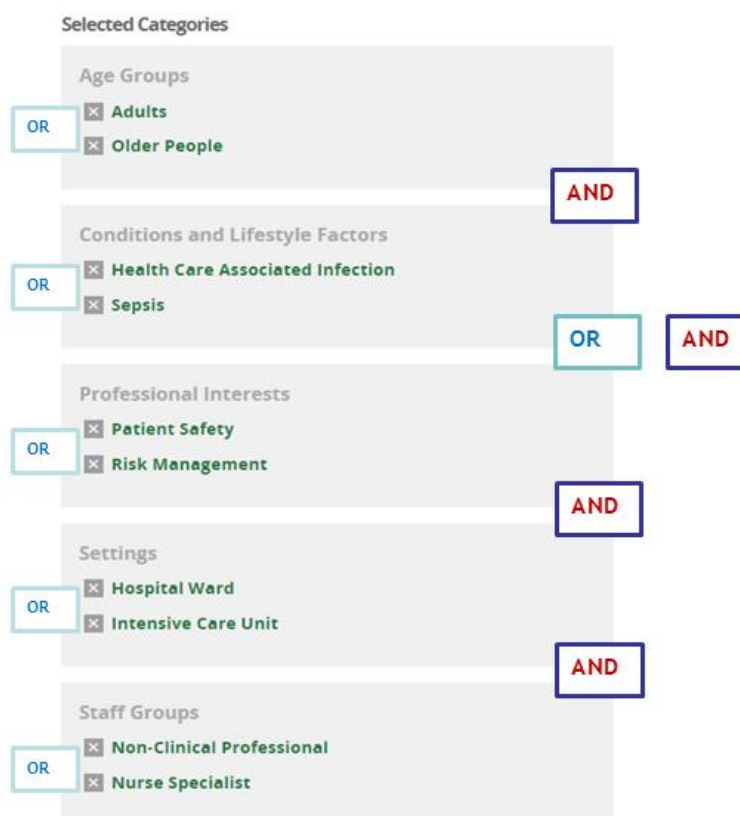 Selected Categories
Age Groups
OR
Adults
Older People
AND
Conditions and Lifestyle Factors
OR
Health Care Associated Infection
Sepsis
OR AND
Professional Interests
OR
Patient Safety
Risk Management
AND
Settings
OR
Hospital Ward
Intensive Care Unit
AND
Staff Groups
OR
Non-Clinical Professional
Nurse Specialist